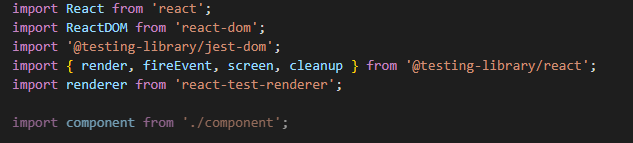 import React from 'react';
import ReactDOM from 'react-dom';
import '@testing-library/jest-dom';
import { render, fireEvent, screen, cleanup } from '@testing-library/react';
import renderer from 'react-test-renderer';
import component from './component';